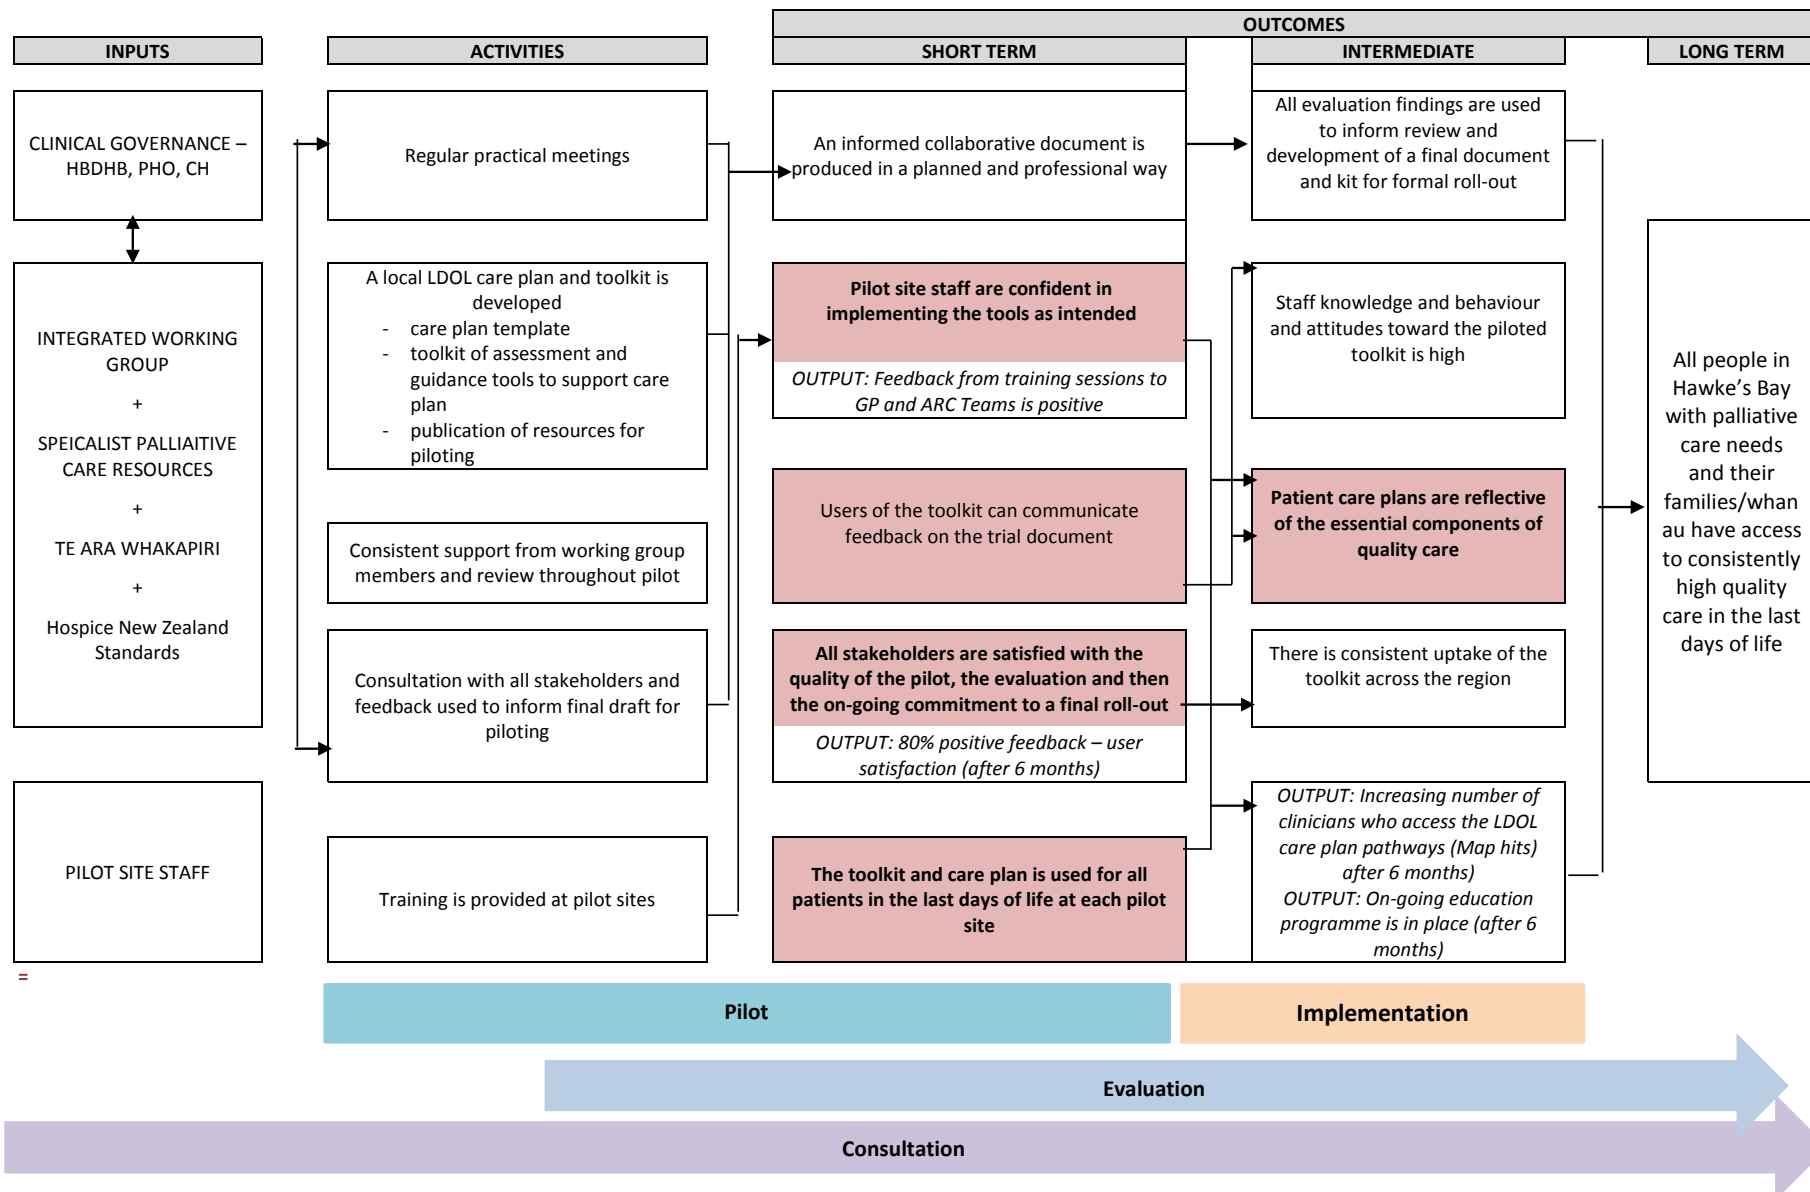 OUTCOMES
INPUTS
ACTIVITIES
SHORT TERM
INTERMEDIATE
LONG TERM
CLINICAL GOVERNANCE –
HBDHB, PHO, CH
INTEGRATED WORKING
GROUP
+
SPEICALIST PALLIAITIVE
CARE RESOURCES
+
TE ARA WHAKAPIRI
+
Hospice New Zealand
Standards
PILOT SITE STAFF
=
Regular practical meetings
A local LDOL care plan and toolkit is
developed
- care plan template
- toolkit of assessment and
guidance tools to support care
plan
- publication of resources for
piloting
Consistent support from working group
members and review throughout pilot
Consultation with all stakeholders and
feedback used to inform final draft for
piloting
Training is provided at pilot sites
An informed collaborative document is
produced in a planned and professional way
Pilot site staff are confident in
implementing the tools as intended
OUTPUT: Feedback from training sessions to
GP and ARC Teams is positive
Users of the toolkit can communicate
feedback on the trial document
All stakeholders are satisfied with the
quality of the pilot, the evaluation and then
the on-going commitment to a final roll-out
OUTPUT: 80% positive feedback – user
satisfaction (after 6 months)
The toolkit and care plan is used for all
patients in the last days of life at each pilot
site
All evaluation findings are used
to inform review and
development of a final document
and kit for formal roll-out
Staff knowledge and behaviour
and attitudes toward the piloted
toolkit is high
Patient care plans are reflective
of the essential components of
quality care
There is consistent uptake of the
toolkit across the region
OUTPUT: Increasing number of
clinicians who access the LDOL
care plan pathways (Map hits)
after 6 months)
OUTPUT: On-going education
programme is in place (after 6
months)
All people in
Hawke's Bay
with palliative
care needs
and their
families/whan
au have access
to consistently
high quality
care in the last
days of life
Pilot
Implementation
Evaluation
Consultation